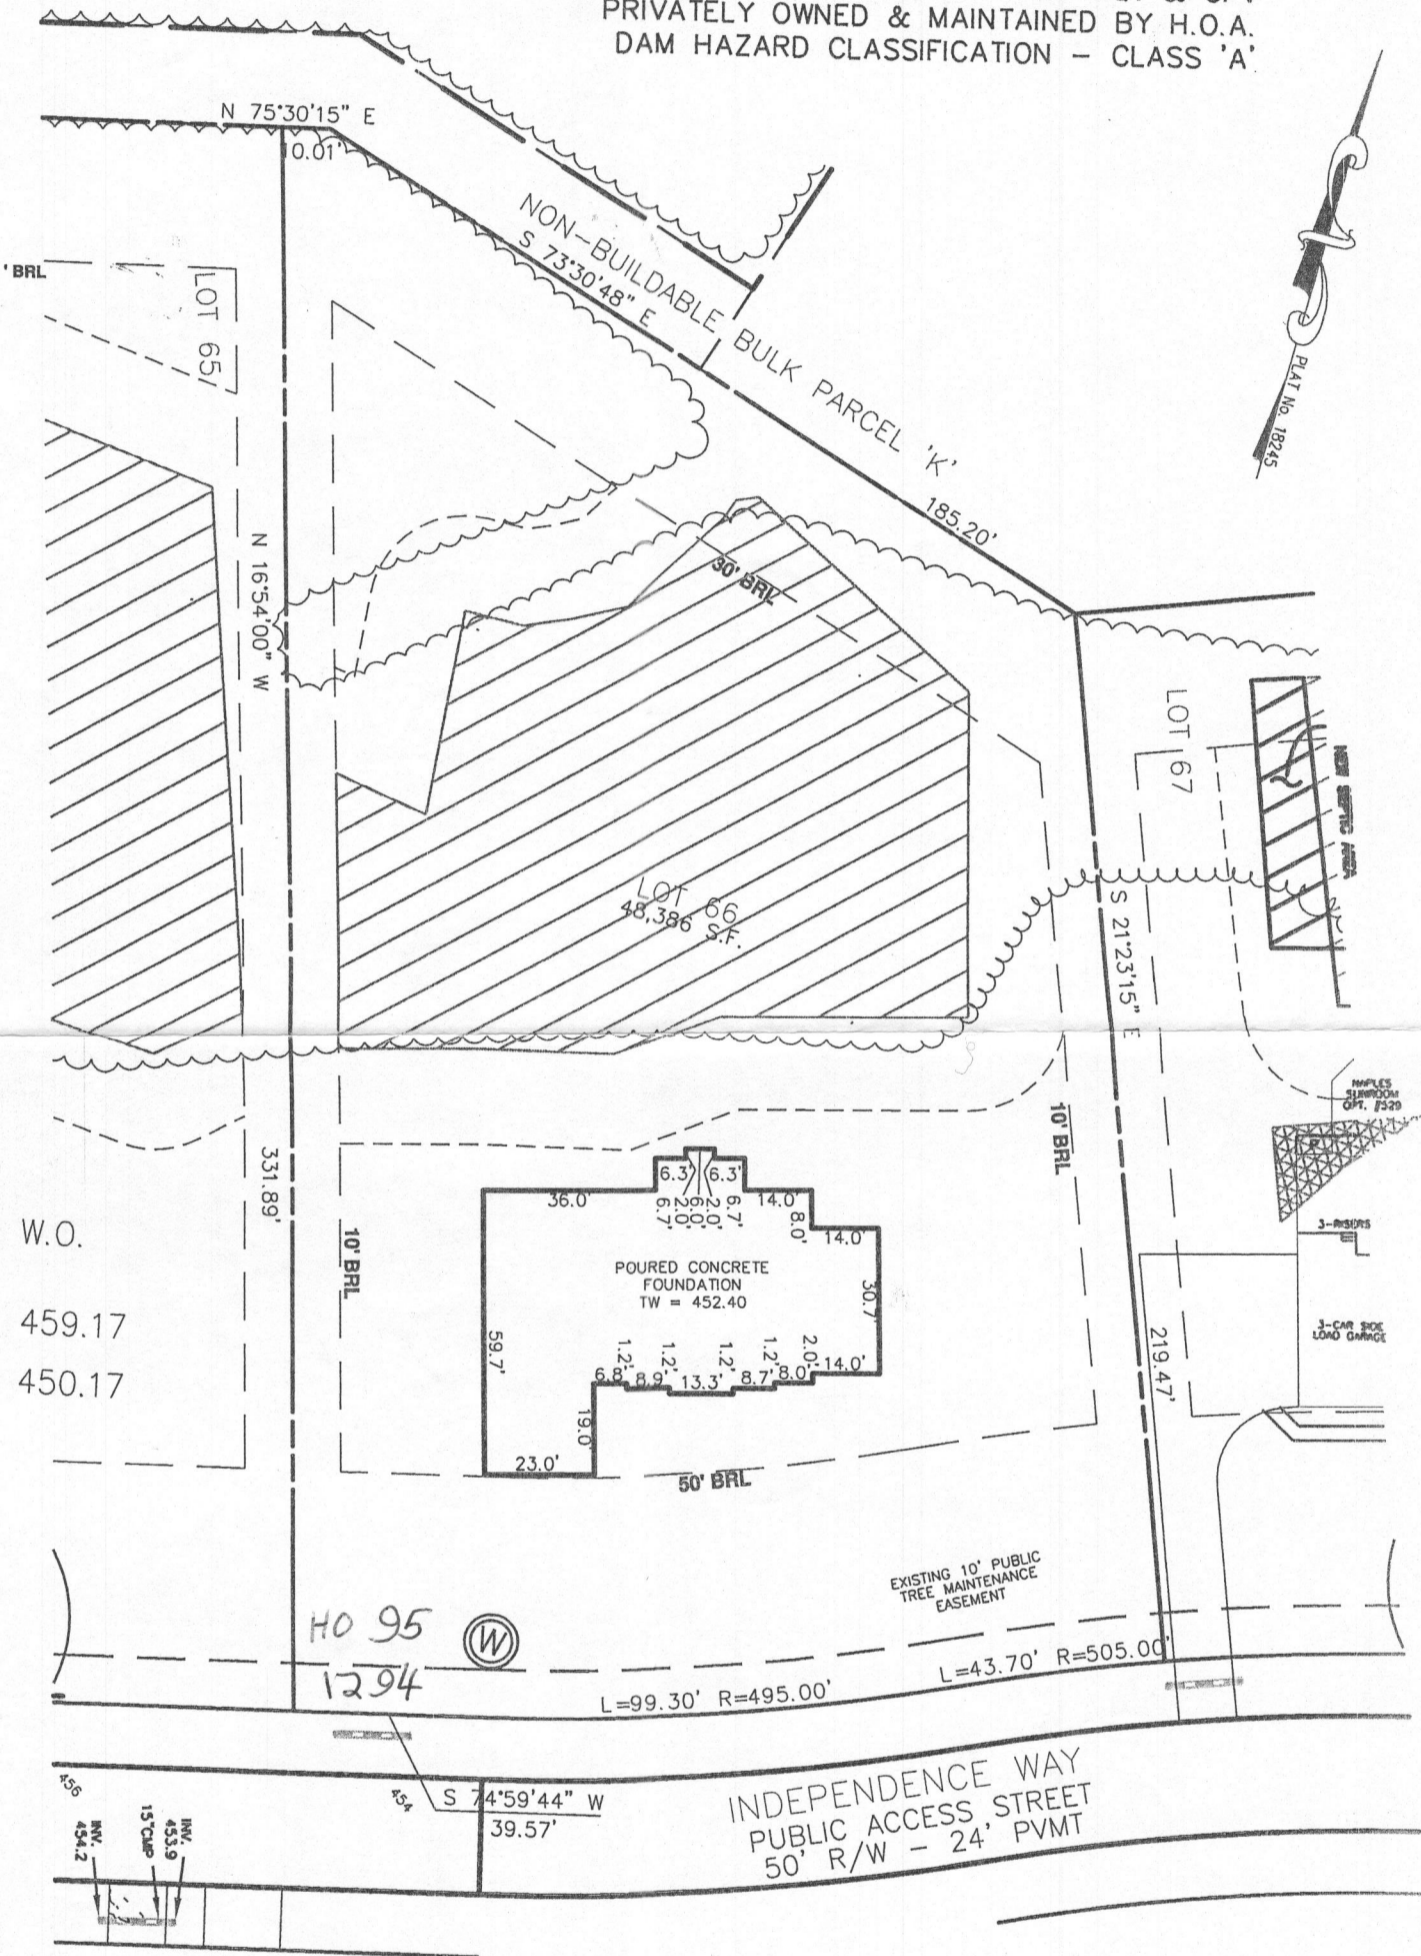 PRIVATELY OWNED & MAINTAINED BY H.O.A.
DAM HAZARD CLASSIFICATION - CLASS 'A'
N 75°30'15" E
10.01'
PLAT No. 18245
NON-BUILDABLE BULK PARCEL 'K'
S 73°30'48" E
185.20'
' BRL
LOT 65
N 16°54'00" W
331.89'
30' BRL
LOT 66
48,386 S.F.
LOT 67
NEW SEPTIC AREA
S 21°23'15" E
219.47'
10' BRL
10' BRL
NAPLES
SUNROOM
OPT. #529
3-RISERS
3-CAR SIDE
LOAD GARAGE
W.O.
459.17
450.17
6.3'
6.3'
36.0'
6.7'
2.0'
6.0'
2.0'
6.7'
14.0'
8.0'
14.0'
POURED CONCRETE
FOUNDATION
TW = 452.40
30.7'
59.7'
1.2'
1.2'
1.2'
1.2'
2.0'
14.0'
6.8'
8.9'
13.3'
8.7'
8.0'
19.0'
23.0'
50' BRL
EXISTING 10' PUBLIC
TREE MAINTENANCE
EASEMENT
HO 95
1294
W
L=99.30' R=495.00'
L=43.70' R=505.00'
S 74°59'44" W
39.57'
456
454
INV.
453.9
15"CMP
INV.
454.2
INDEPENDENCE WAY
PUBLIC ACCESS STREET
50' R/W - 24' PVMT